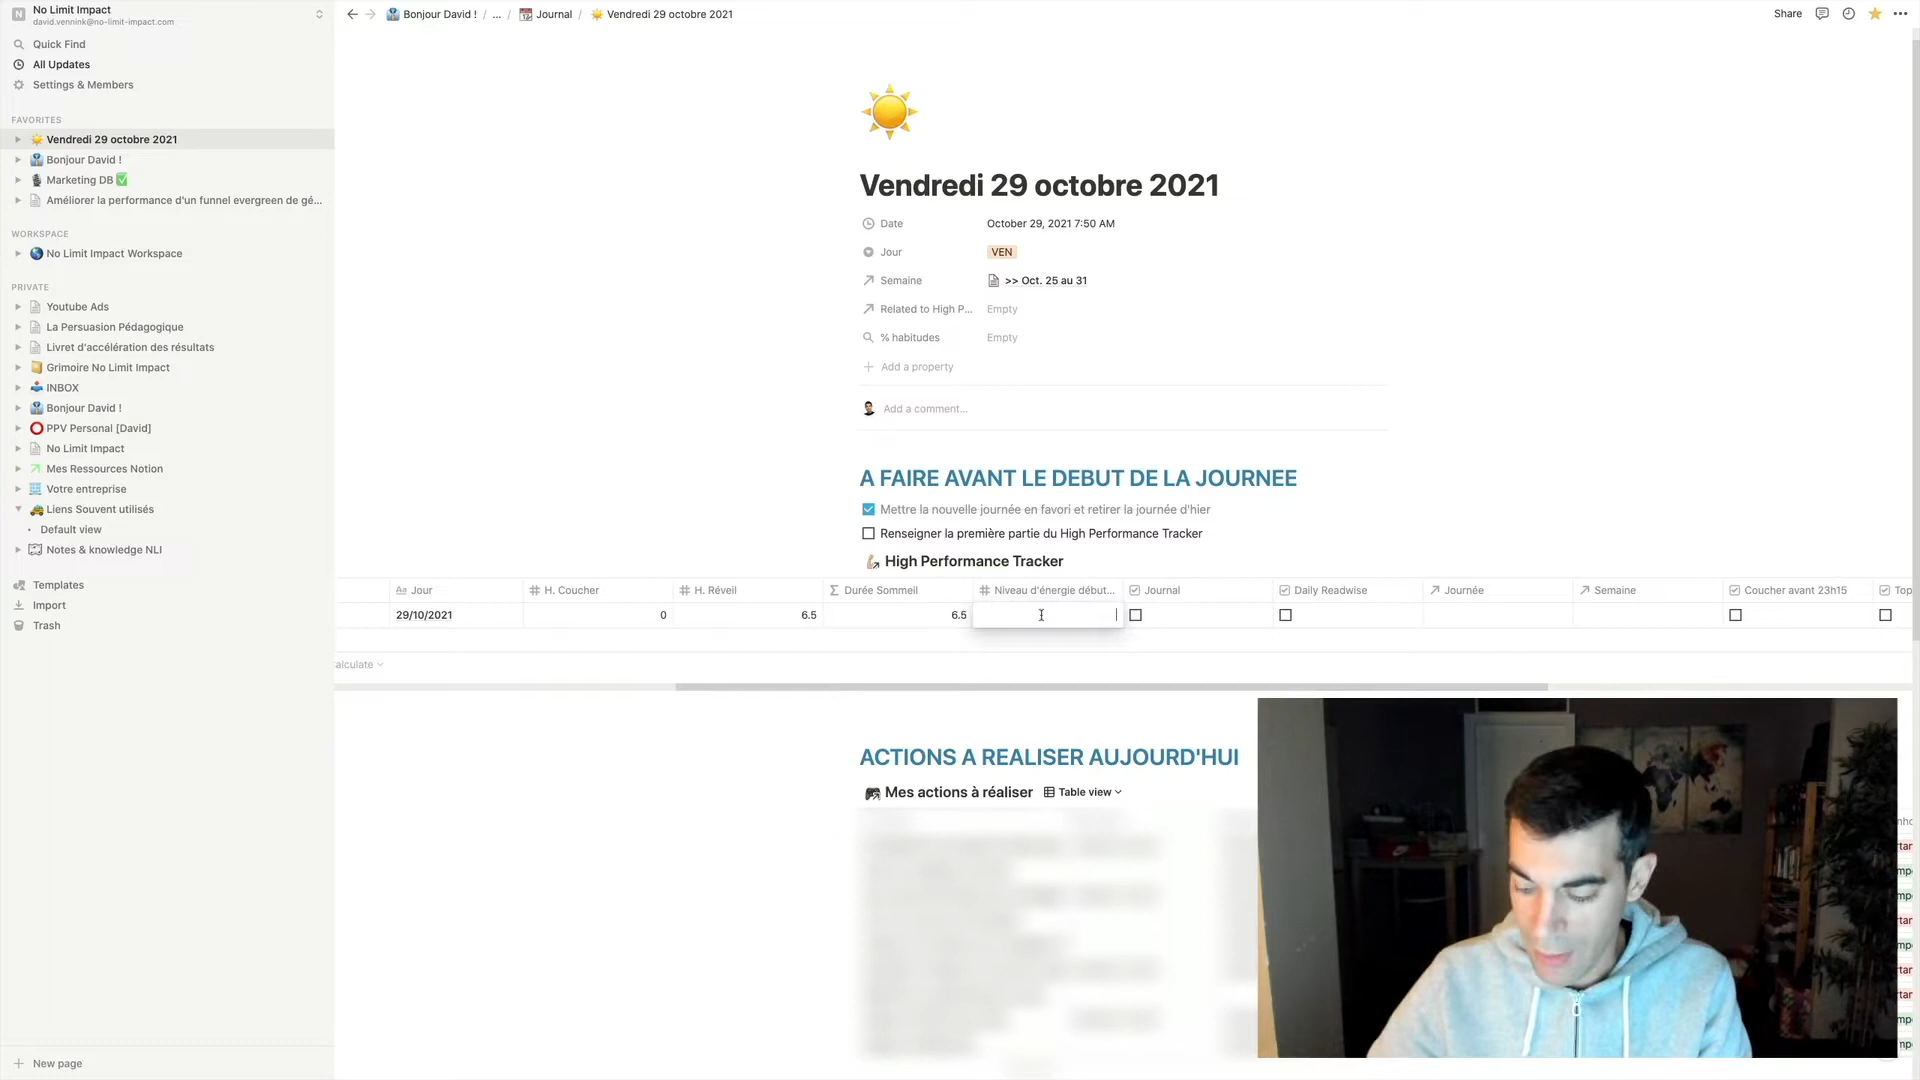 No Limit Impact
david.vennink@no-limit-impact.com
Quick Find
All Updates
Settings & Members
FAVORITES
Vendredi 29 octobre 2021
Bonjour David !
Marketing DB
Améliorer la performance d'un funnel evergreen de gé...
WORKSPACE
No Limit Impact Workspace
PRIVATE
Youtube Ads
La Persuasion Pédagogique
Livret d'accélération des résultats
Grimoire No Limit Impact
INBOX
Bonjour David !
PPV Personal [David]
No Limit Impact
Mes Ressources Notion
Votre entreprise
Liens Souvent utilisés
Default view
Notes & knowledge NLI
Templates
Import
Trash
New page
Bonjour David ! / ... / Journal / Vendredi 29 octobre 2021
Share
Vendredi 29 octobre 2021
Date October 29, 2021 7:50 AM
Jour VEN
Semaine >> Oct. 25 au 31
Related to High P... Empty
% habitudes Empty
Add a property
Add a comment...
A FAIRE AVANT LE DEBUT DE LA JOURNEE
Mettre la nouvelle journée en favori et retirer la journée d'hier
Renseigner la première partie du High Performance Tracker
High Performance Tracker
Aa Jour # H. Coucher # H. Réveil Σ Durée Sommeil # Niveau d'énergie début... Journal Daily Readwise Journée Semaine Coucher avant 23h15 Top
29/10/2021 0 6.5 6.5
alculate
ACTIONS A REALISER AUJOURD'HUI
Mes actions à réaliser Table view